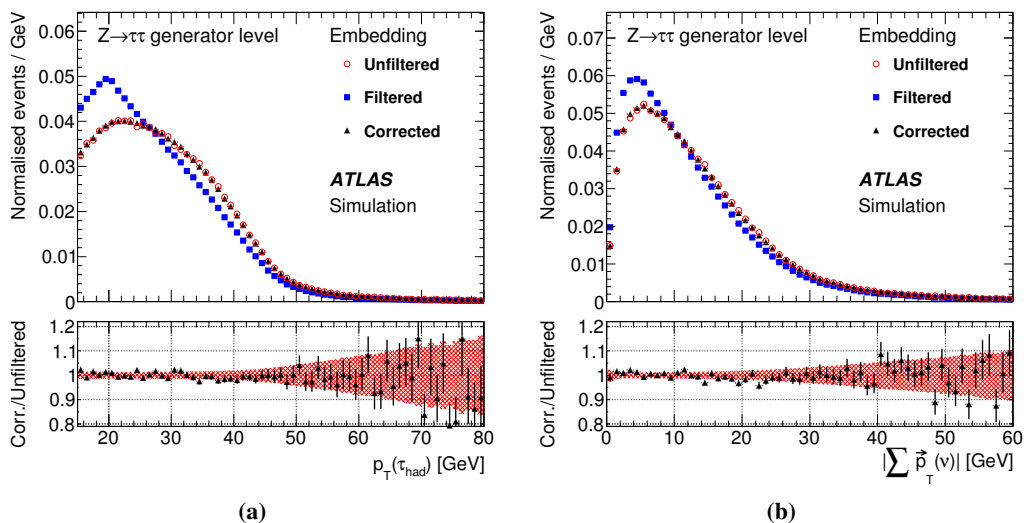 Normalised events / GeV
0.06
0.05
0.04
0.03
0.02
0.01
0
Z→ττ generator level
Embedding
Unfiltered
Filtered
Corrected
ATLAS
Simulation
Corr./Unfiltered
1.2
1.1
1
0.9
0.8
20 30 40 50 60 70 80
p_T(τ_had) [GeV]
(a)
Normalised events / GeV
0.07
0.06
0.05
0.04
0.03
0.02
0.01
0
Z→ττ generator level
Embedding
Unfiltered
Filtered
Corrected
ATLAS
Simulation
Corr./Unfiltered
1.2
1.1
1
0.9
0.8
0 10 20 30 40 50 60
|∑ p⃗_T(ν)| [GeV]
(b)